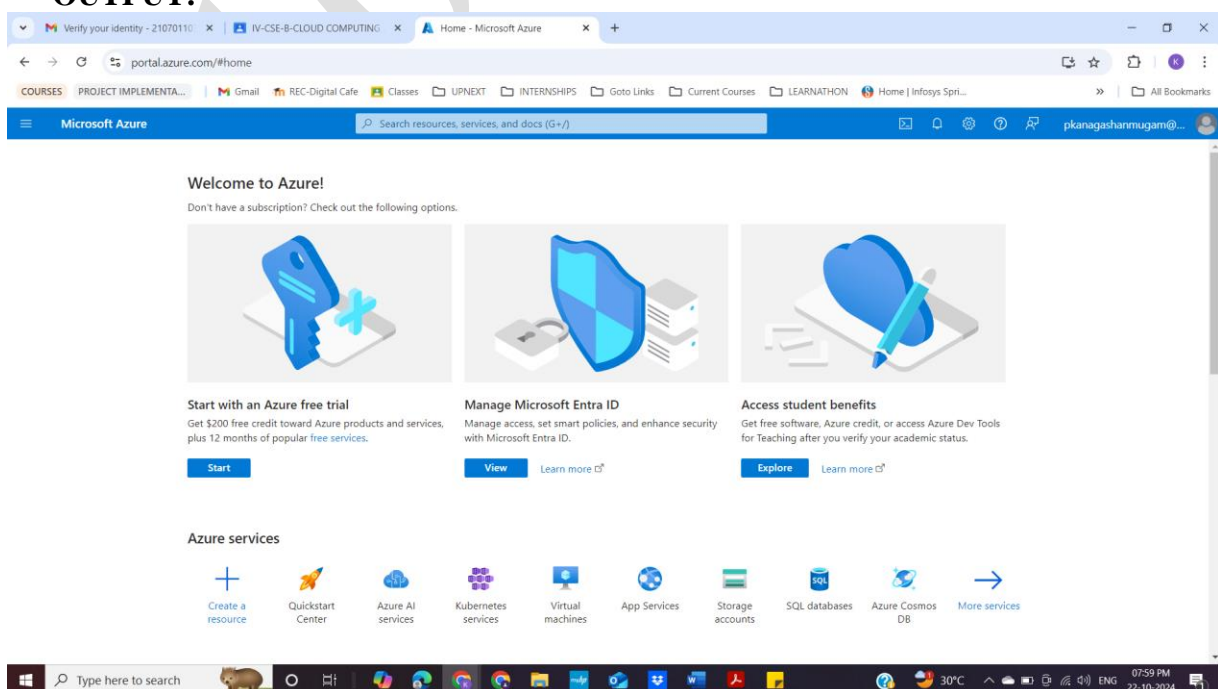 OUTPUT:
Verify your identity - 21070110
IV-CSE-B-CLOUD COMPUTING
Home - Microsoft Azure
portal.azure.com/#home
K
COURSES PROJECT IMPLEMENTA... Gmail REC-Digital Cafe Classes UPNEXT INTERNSHIPS Goto Links Current Courses LEARNATHON Home | Infosys Spri... » All Bookmarks
Microsoft Azure Search resources, services, and docs (G+/) pkanagashanmugam@...
Welcome to Azure!
Don't have a subscription? Check out the following options.
Start with an Azure free trial
Get $200 free credit toward Azure products and services,
plus 12 months of popular free services.
Start
Manage Microsoft Entra ID
Manage access, set smart policies, and enhance security
with Microsoft Entra ID.
View Learn more
Access student benefits
Get free software, Azure credit, or access Azure Dev Tools
for Teaching after you verify your academic status.
Explore Learn more
Azure services
Create a
resource
Quickstart
Center
Azure AI
services
Kubernetes
services
Virtual
machines
App Services
Storage
accounts
SQL
SQL databases
Azure Cosmos
DB
More services
Type here to search
30°C ENG
07:59 PM
22-10-2024